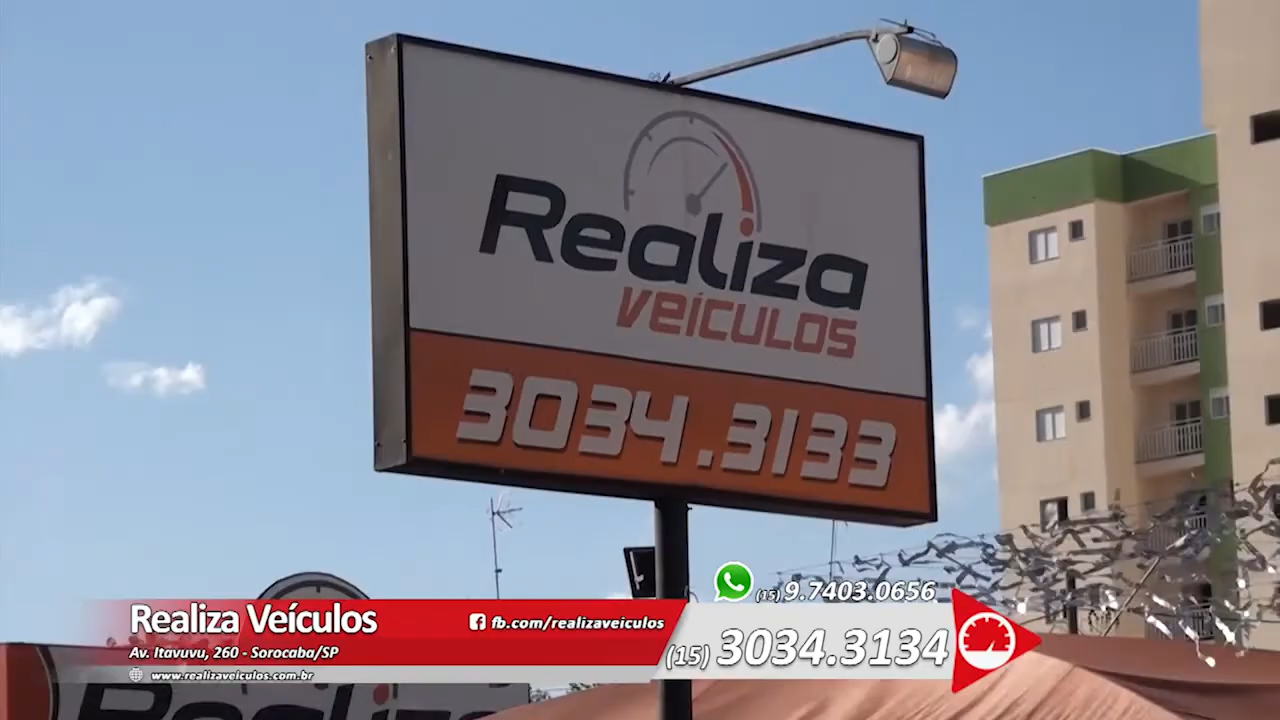 Realiza
VEÍCULOS
3034.3133
(15) 9.7403.0656
Realiza Veículos
fb.com/realizaveiculos
Av. Itavuvu, 260 - Sorocaba/SP
(15) 3034.3134
www.realizaveiculos.com.br
Realiza